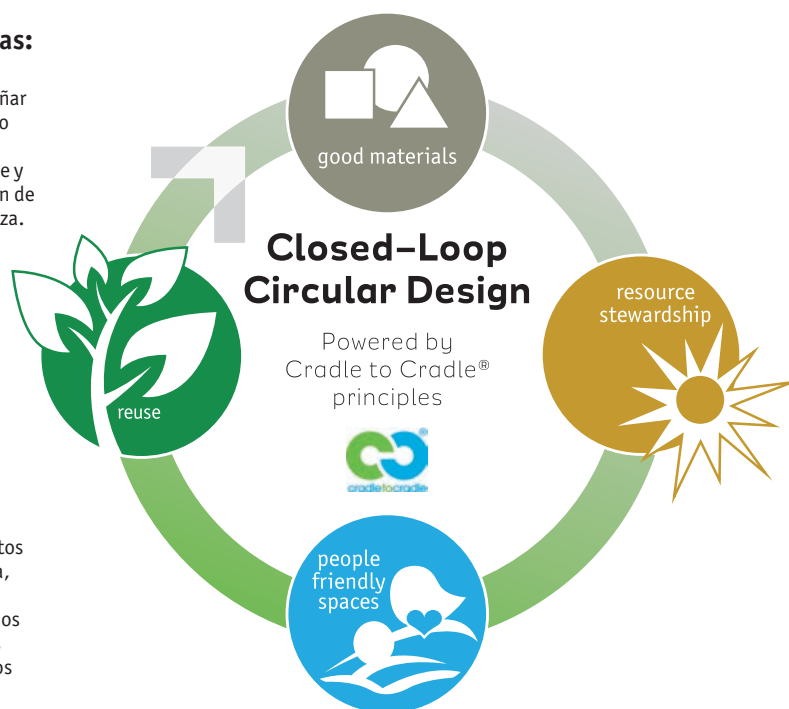 as:
ñar
o
e y
n de
za.
good materials
Closed–Loop
Circular Design
Powered by
Cradle to Cradle®
principles
cradletocradle
®
resource
stewardship
reuse
people
friendly
spaces
tos
a,
os
os